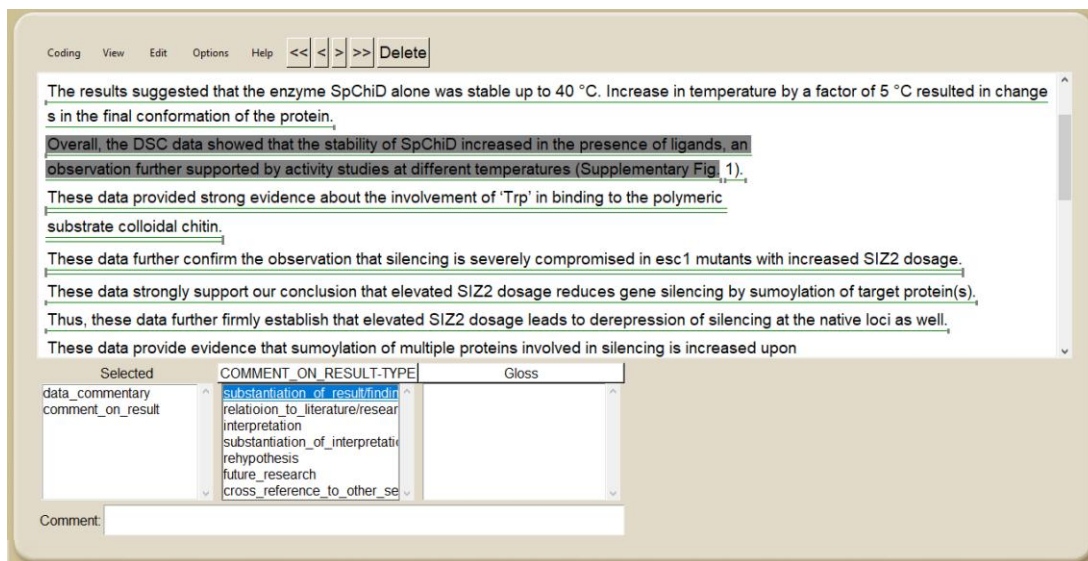 Coding View Edit Options Help << < > >> Delete
The results suggested that the enzyme SpChiD alone was stable up to 40 °C. Increase in temperature by a factor of 5 °C resulted in change
s in the final conformation of the protein.
Overall, the DSC data showed that the stability of SpChiD increased in the presence of ligands, an
observation further supported by activity studies at different temperatures (Supplementary Fig. 1).
These data provided strong evidence about the involvement of ‘Trp’ in binding to the polymeric
substrate colloidal chitin.
These data further confirm the observation that silencing is severely compromised in esc1 mutants with increased SIZ2 dosage.
These data strongly support our conclusion that elevated SIZ2 dosage reduces gene silencing by sumoylation of target protein(s).
Thus, these data further firmly establish that elevated SIZ2 dosage leads to derepression of silencing at the native loci as well.
These data provide evidence that sumoylation of multiple proteins involved in silencing is increased upon
Selected COMMENT_ON_RESULT-TYPE Gloss
data_commentary
comment_on_result
substantiation_of_result/findin
relatioion_to_literature/resear
interpretation
substantiation_of_interpretati
rehypothesis
future_research
cross_reference_to_other_se
Comment: